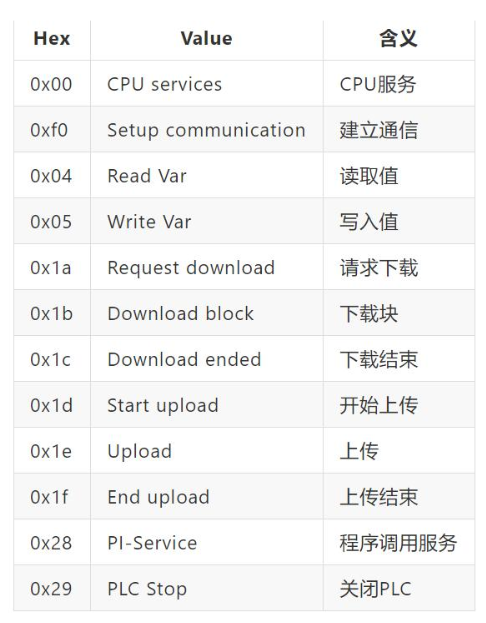 Hex Value 含义
0x00 CPU services CPU服务
0xf0 Setup communication 建立通信
0x04 Read Var 读取值
0x05 Write Var 写入值
0x1a Request download 请求下载
0x1b Download block 下载块
0x1c Download ended 下载结束
0x1d Start upload 开始上传
0x1e Upload 上传
0x1f End upload 上传结束
0x28 PI-Service 程序调用服务
0x29 PLC Stop 关闭PLC